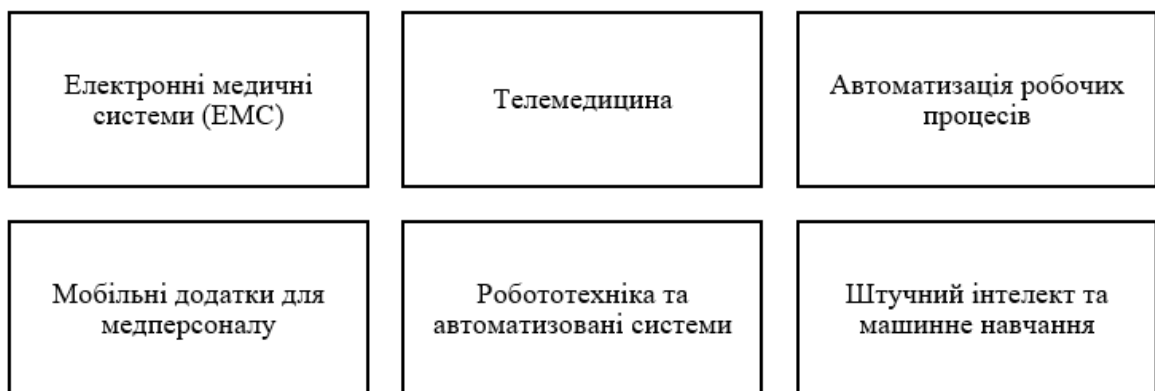 Електронні медичні
системи (ЕМС)
Телемедицина
Автоматизація робочих
процесів
Мобільні додатки для
медперсоналу
Робототехніка та
автоматизовані системи
Штучний інтелект та
машинне навчання